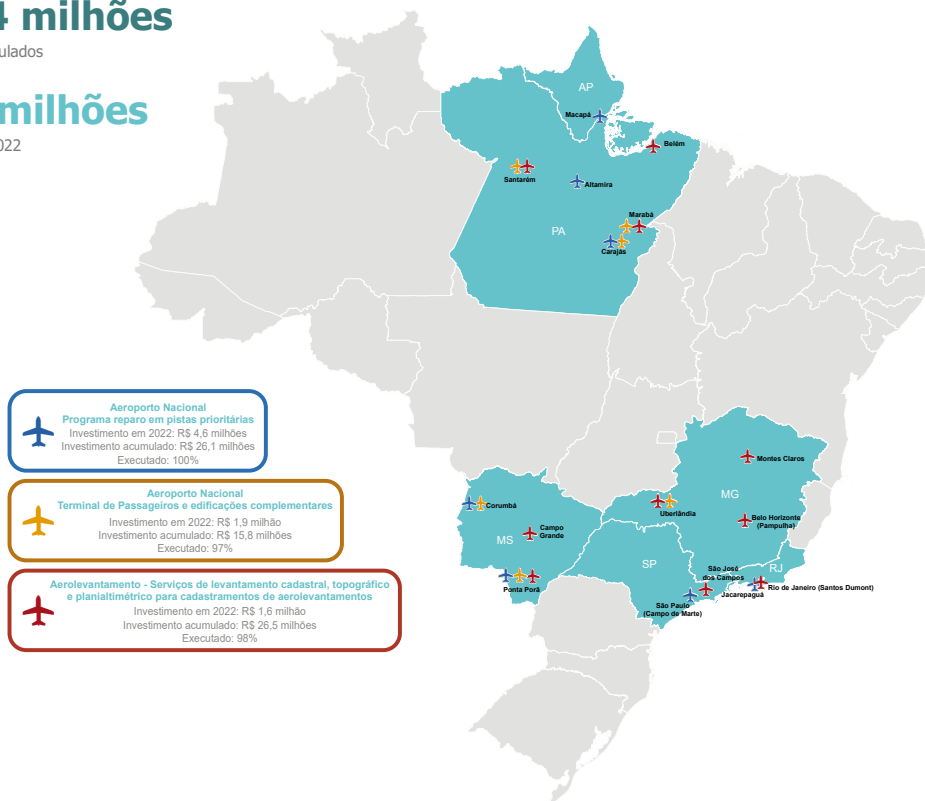 milhões
milhões
AP
Macapá
Belém
Santarém
Altamira
Marabá
PA
Carajás
Aeroporto Nacional
Programa reparo em pistas prioritárias
Investimento em 2022: R$ 4,6 milhões
Investimento acumulado: R$ 26,1 milhões
Executado: 100%
Aeroporto Nacional
Terminal de Passageiros e edificações complementares
Investimento em 2022: R$ 1,9 milhão
Investimento acumulado: R$ 15,8 milhões
Executado: 97%
Aerolevantamento - Serviços de levantamento cadastral, topográfico
e planialtimétrico para cadastramentos de aerolevantamentos
Investimento em 2022: R$ 1,6 milhão
Investimento acumulado: R$ 26,5 milhões
Executado: 98%
Montes Claros
MG
Uberlândia
Belo Horizonte
(Pampulha)
Corumbá
Campo
Grande
MS
Ponta Porã
SP
São José
dos Campos
RJ
Jacarepaguá
Rio de Janeiro (Santos Dumont)
São Paulo
(Campo de Marte)